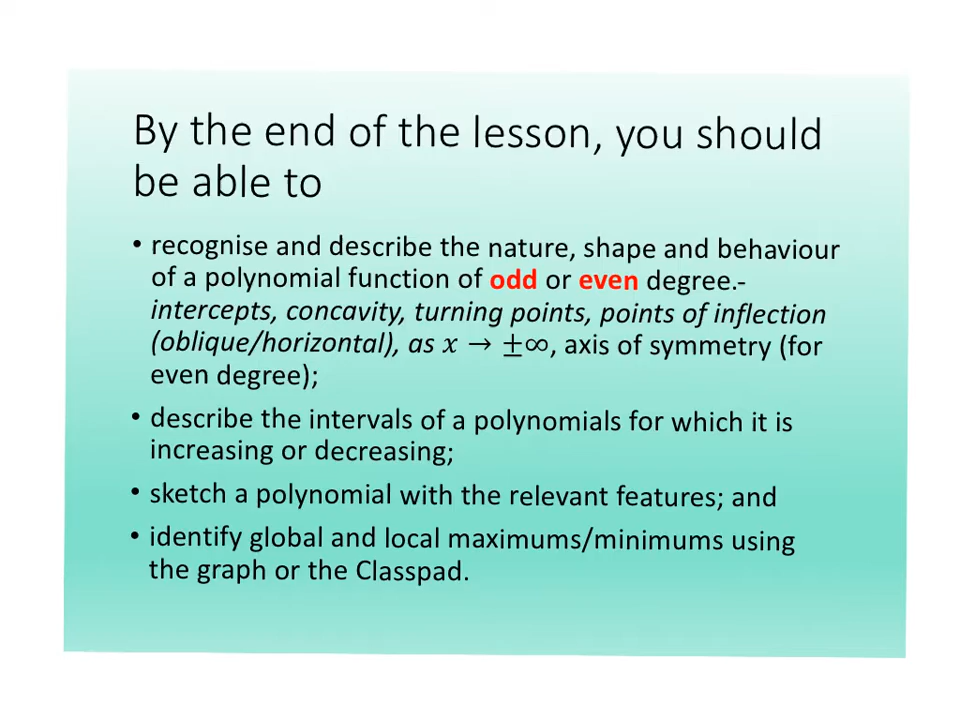 By the end of the lesson, you should
be able to
• recognise and describe the nature, shape and behaviour
of a polynomial function of odd or even degree.-
intercepts, concavity, turning points, points of inflection
(oblique/horizontal), as x → ±∞, axis of symmetry (for
even degree);
• describe the intervals of a polynomials for which it is
increasing or decreasing;
• sketch a polynomial with the relevant features; and
• identify global and local maximums/minimums using
the graph or the Classpad.